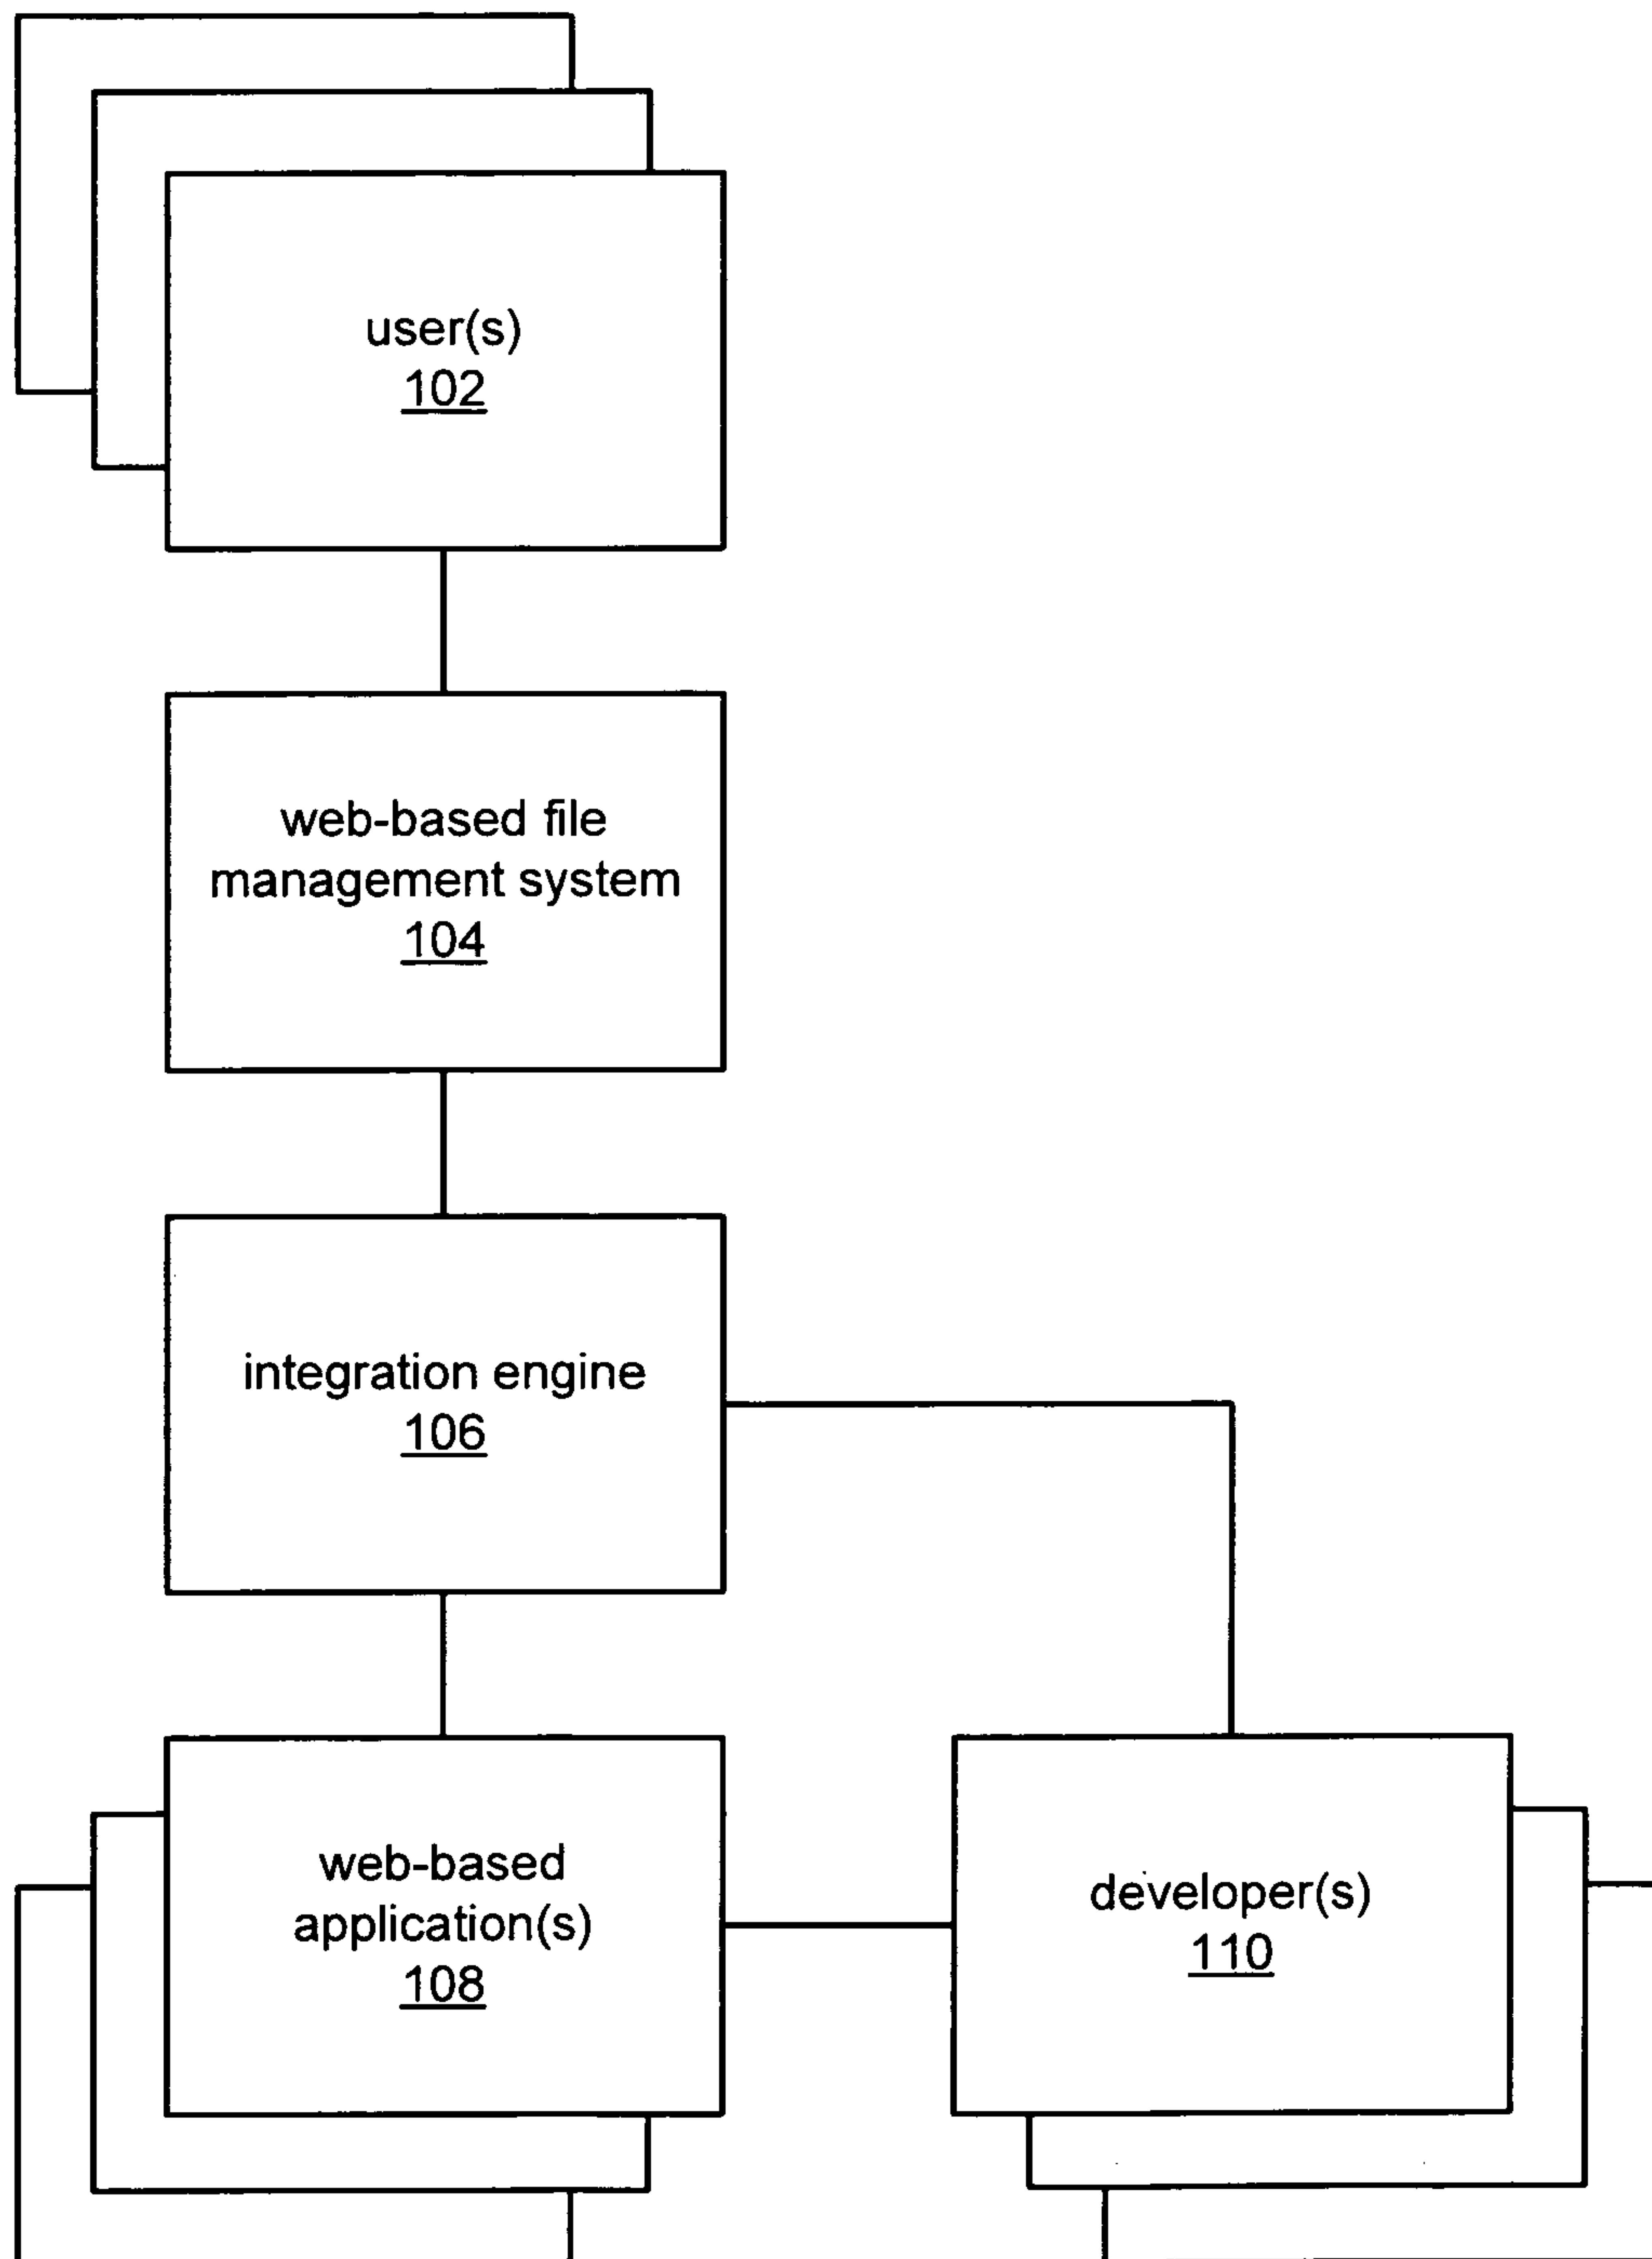 user(s)
102
web-based file
management system
104
integration engine
106
web-based
application(s)
108
developer(s)
110